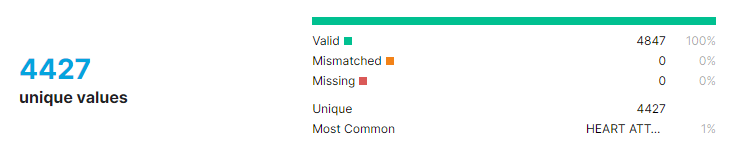 4427
unique values
Valid 4847 100%
Mismatched 0 0%
Missing 0 0%
Unique 4427
Most Common HEART ATT... 1%